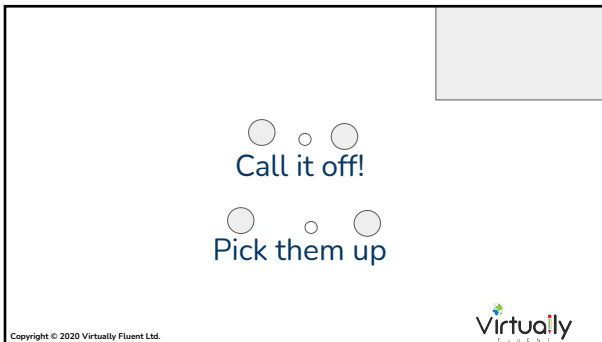 Call it off!
Pick them up
Copyright © 2020 Virtually Fluent Ltd.
Virtually
FLUENT